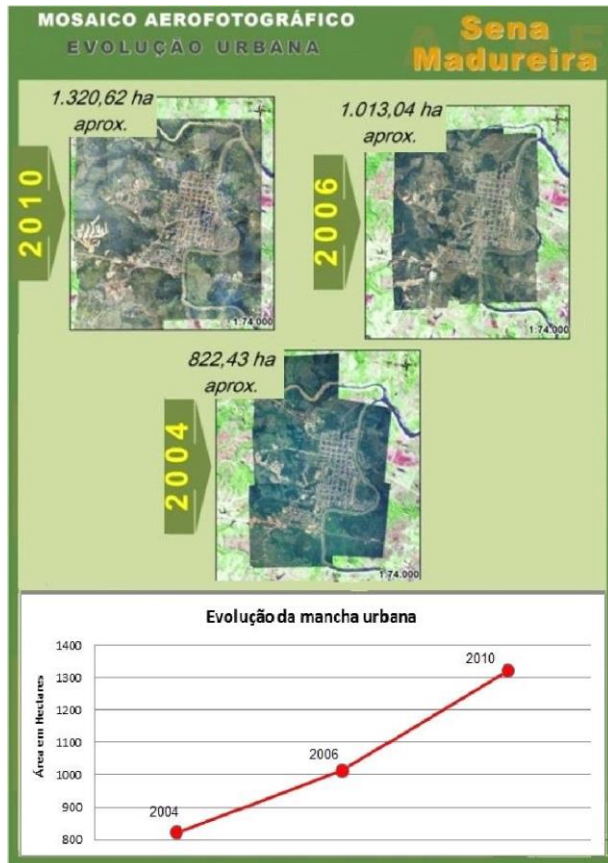 MOSAICO AEROFOTOGRÁFICO
EVOLUÇÃO URBANA
Sena
Madureira
1.320,62 ha
aprox.
2010
1:74.000
1.013,04 ha
aprox.
2006
1:74.000
822,43 ha
aprox.
2004
1:74.000
Evolução da mancha urbana
Área em Hectares
1400
1300
1200
1100
1000
900
800
2004
2006
2010